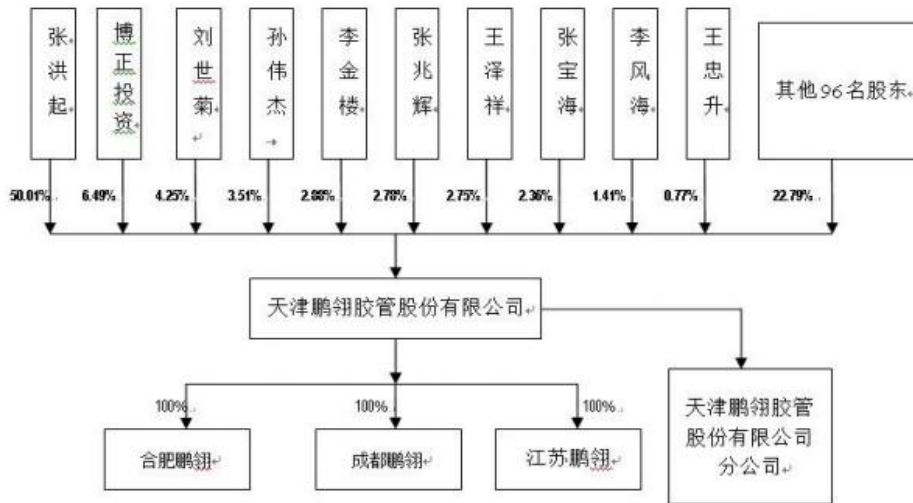 张洪起
博正投资
刘世菊
孙伟杰
李金楼
张兆辉
王泽祥
张宝海
李风海
王忠升
其他96名股东
50.01%
6.49%
4.25%
3.51%
2.88%
2.78%
2.75%
2.36%
1.41%
0.77%
22.79%
天津鹏翎胶管股份有限公司
100%
100%
100%
合肥鹏翎
成都鹏翎
江苏鹏翎
天津鹏翎胶管
股份有限公司
分公司